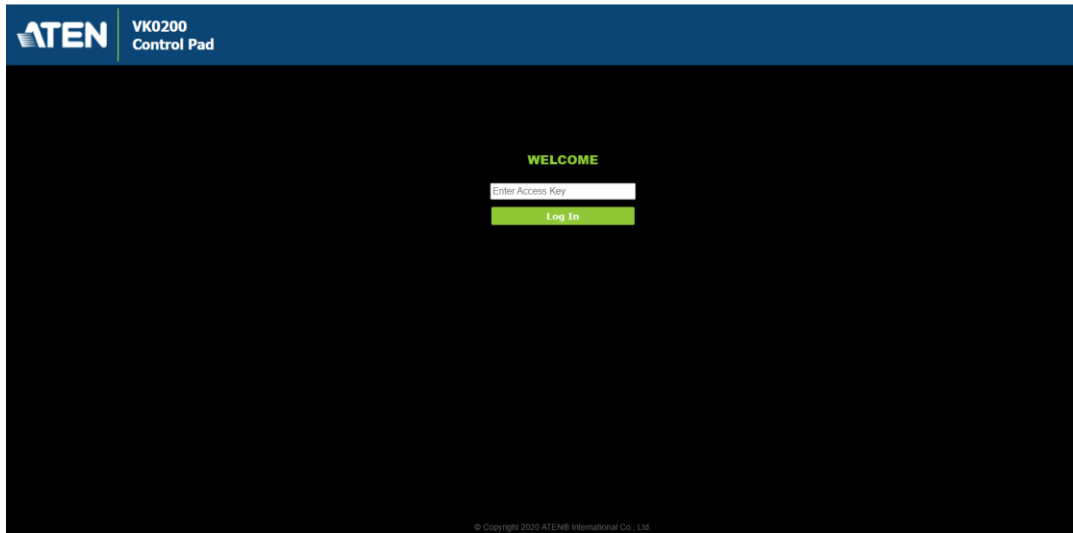 ATEN
VK0200
Control Pad
WELCOME
Enter Access Key
Log In
© Copyright 2020 ATEN® International Co., Ltd.